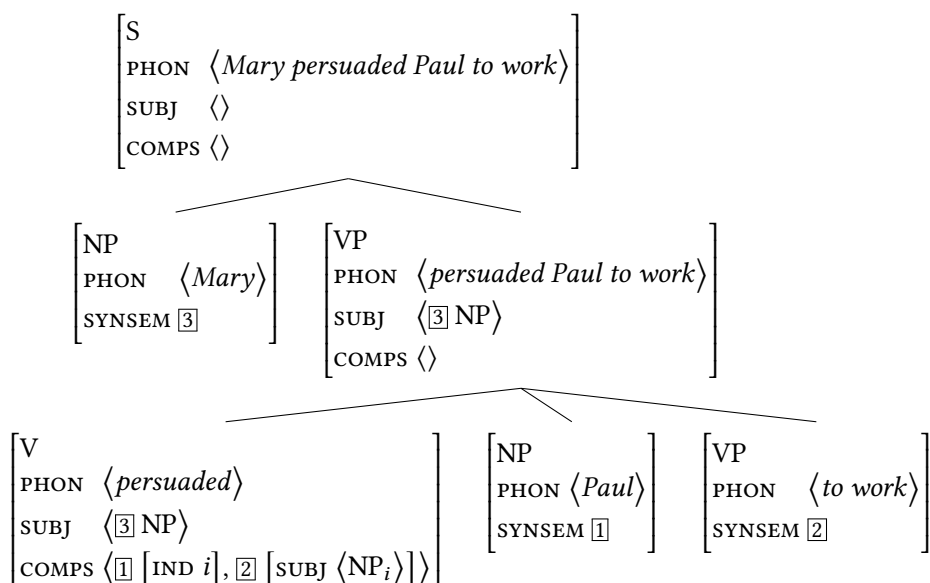 S
PHON ⟨Mary persuaded Paul to work⟩
SUBJ ⟨⟩
COMPS ⟨⟩
NP
PHON ⟨Mary⟩
SYNSEM 3
VP
PHON ⟨persuaded Paul to work⟩
SUBJ ⟨3 NP⟩
COMPS ⟨⟩
V
PHON ⟨persuaded⟩
SUBJ ⟨3 NP⟩
COMPS ⟨1 [IND i], 2 [SUBJ ⟨NPᵢ⟩]⟩
NP
PHON ⟨Paul⟩
SYNSEM 1
VP
PHON ⟨to work⟩
SYNSEM 2